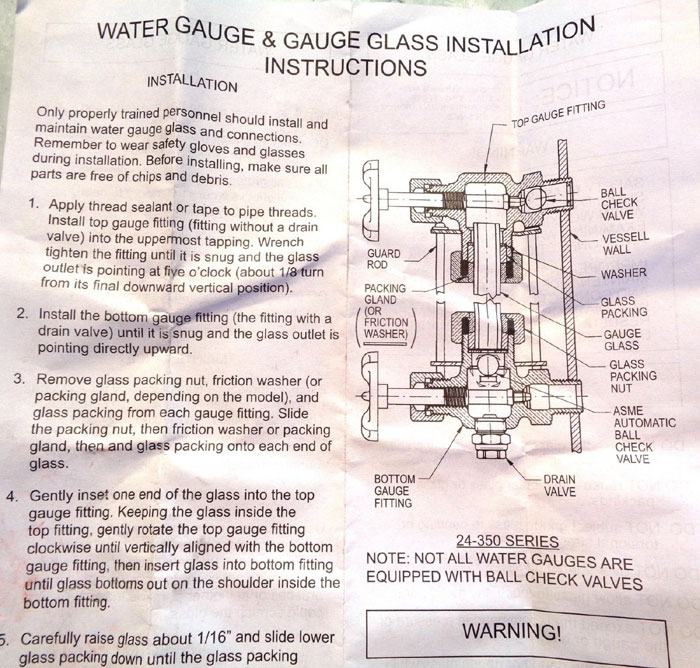 WATER GAUGE & GAUGE GLASS INSTALLATION
INSTRUCTIONS
INSTALLATION
Only properly trained personnel should install and
maintain water gauge glass and connections.
Remember to wear safety gloves and glasses
during installation. Before installing, make sure all
parts are free of chips and debris.
1. Apply thread sealant or tape to pipe threads.
Install top gauge fitting (fitting without a drain
valve) into the uppermost tapping. Wrench
tighten the fitting until it is snug and the glass
outlet is pointing at five o'clock (about 1/8 turn
from its final downward vertical position).
2. Install the bottom gauge fitting (the fitting with a
drain valve) until it is snug and the glass outlet is
pointing directly upward.
3. Remove glass packing nut, friction washer (or
packing gland, depending on the model), and
glass packing from each gauge fitting. Slide
the packing nut, then friction washer or packing
gland, then and glass packing onto each end of
glass.
4. Gently inset one end of the glass into the top
gauge fitting. Keeping the glass inside the
top fitting, gently rotate the top gauge fitting
clockwise until vertically aligned with the bottom
gauge fitting, then insert glass into bottom fitting
until glass bottoms out on the shoulder inside the
bottom fitting.
5. Carefully raise glass about 1/16" and slide lower
glass packing down until the glass packing
TOP GAUGE FITTING
BALL
CHECK
VALVE
VESSELL
WALL
WASHER
GLASS
PACKING
GAUGE
GLASS
GLASS
PACKING
NUT
ASME
AUTOMATIC
BALL
CHECK
VALVE
GUARD
ROD
PACKING
GLAND
(OR
FRICTION
WASHER)
BOTTOM
GAUGE
FITTING
DRAIN
VALVE
24-350 SERIES
NOTE: NOT ALL WATER GAUGES ARE
EQUIPPED WITH BALL CHECK VALVES
WARNING!
NOTICE